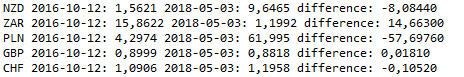 NZD 2016-10-12: 1,5621 2018-05-03: 9,6465 difference: -8,08440
ZAR 2016-10-12: 15,8622 2018-05-03: 1,1992 difference: 14,66300
PLN 2016-10-12: 4,2974 2018-05-03: 61,995 difference: -57,69760
GBP 2016-10-12: 0,8999 2018-05-03: 0,8818 difference: 0,01810
CHF 2016-10-12: 1,0906 2018-05-03: 1,1958 difference: -0,10520